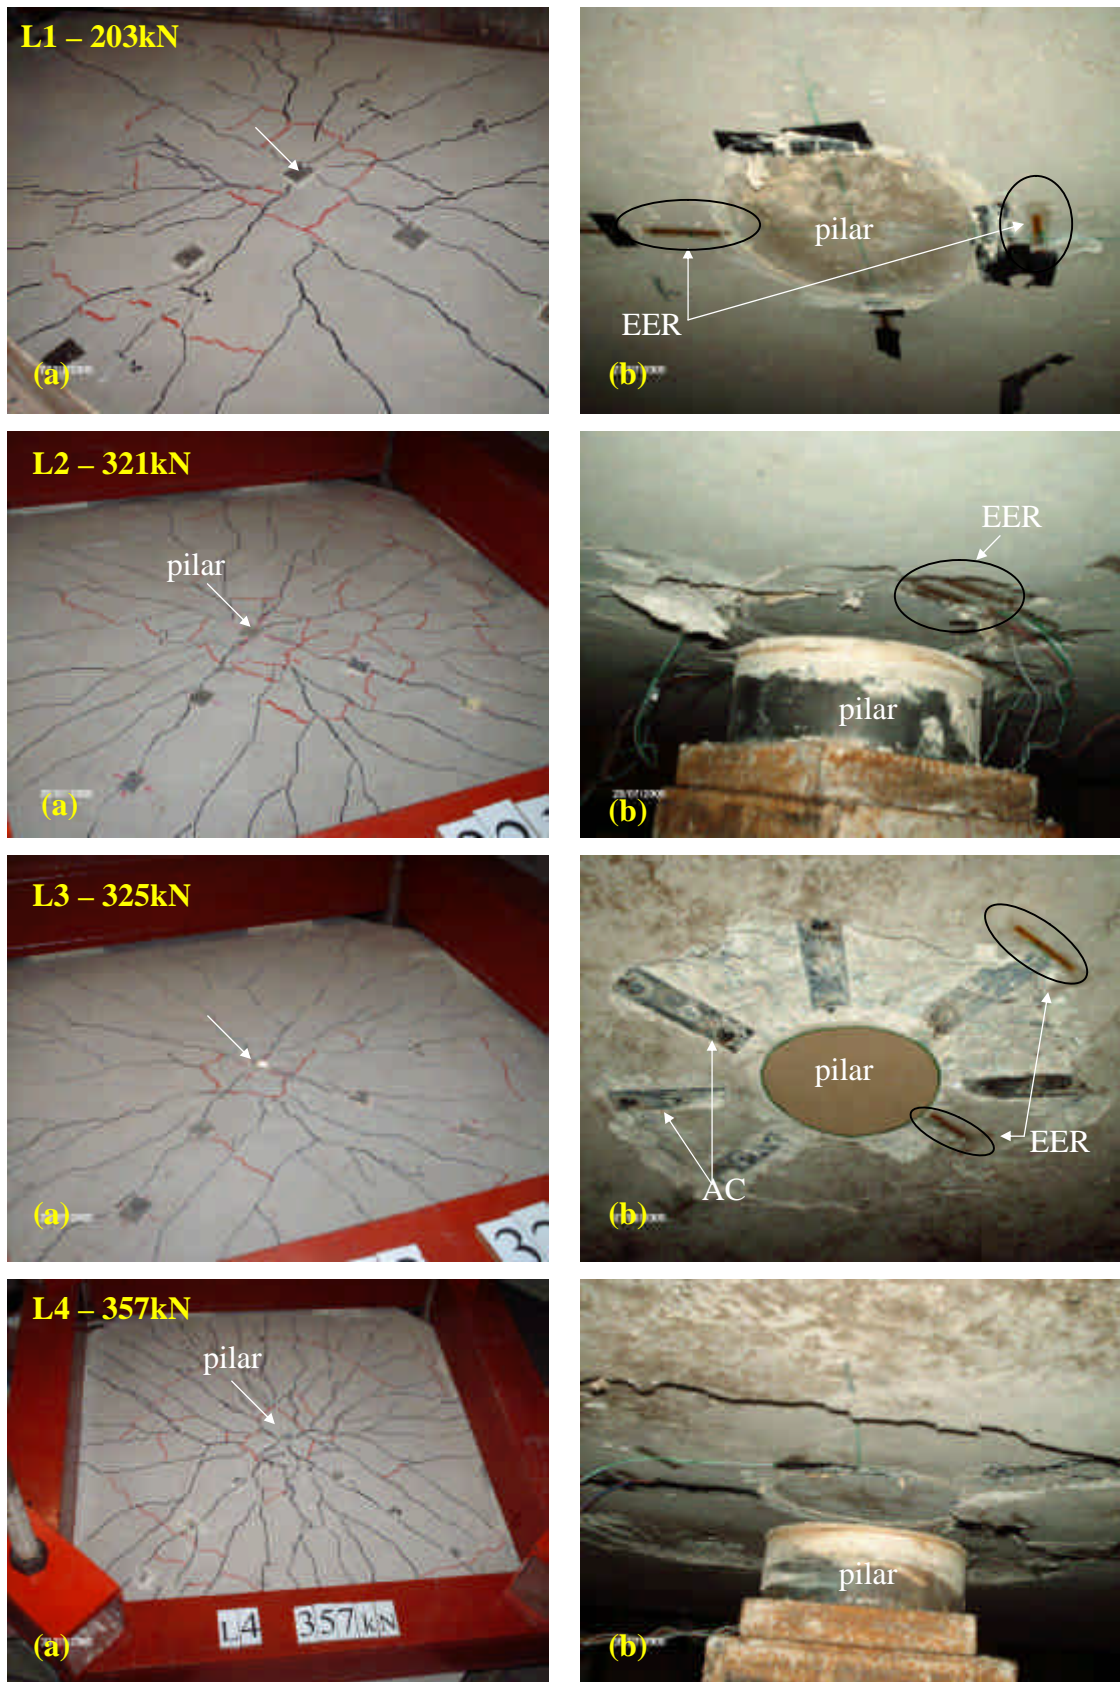 L1 – 203kN
(a)
pilar
EER
(b)
L2 – 321kN
pilar
(a)
EER
pilar
(b)
L3 – 325kN
(a)
pilar
EER
AC
(b)
L4 – 357kN
pilar
L4 357kN
(a)
pilar
(b)